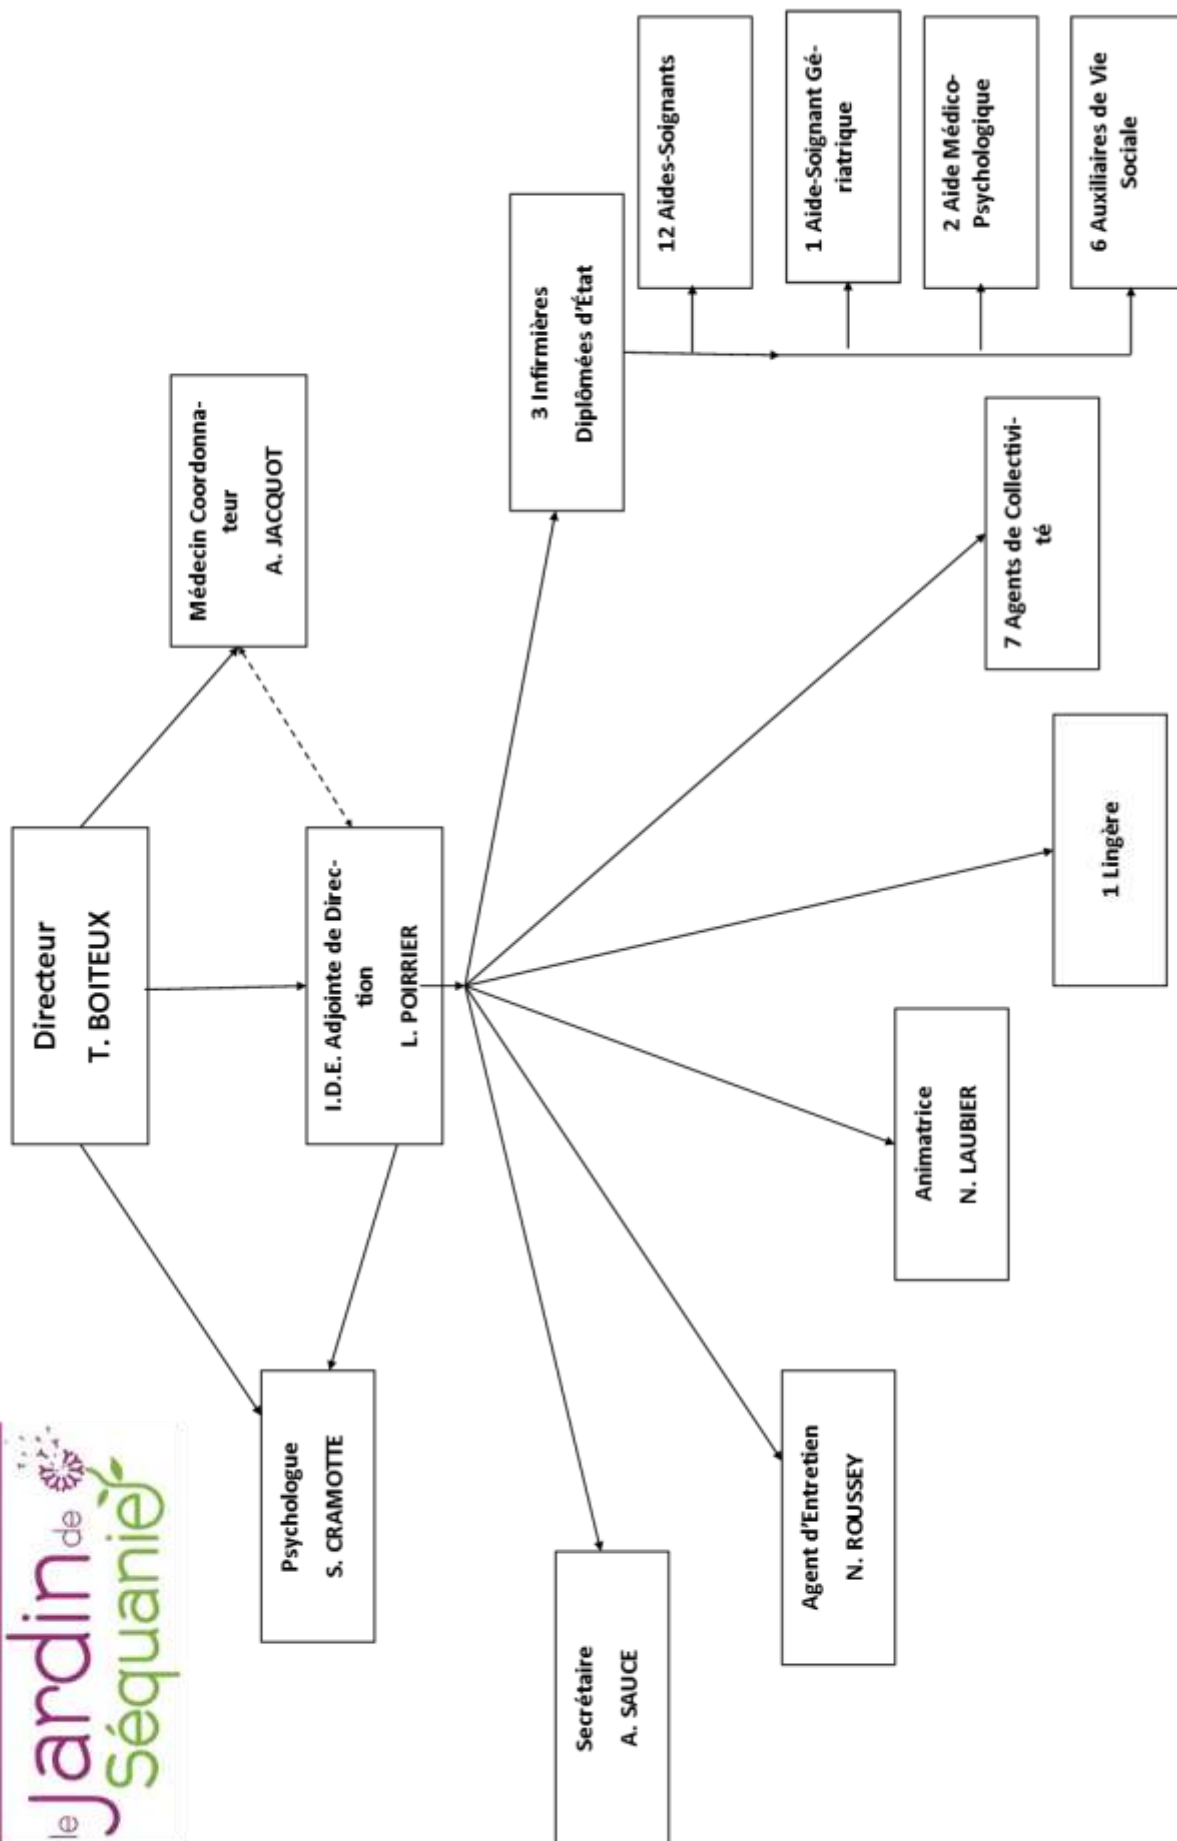 le Jardin de
Séquanie
Directeur
T. BOITEUX
Médecin Coordonna-
teur
A. JACQUOT
Psychologue
S. CRAMOTTE
I.D.E. Adjointe de Direc-
tion
L. POIRRIER
3 Infirmières
Diplômées d'État
12 Aides-Soignants
1 Aide-Soignant Gé-
riatrique
2 Aide Médico-
Psychologique
6 Auxiliaires de Vie
Sociale
Secrétaire
A. SAUCE
Agent d'Entretien
N. ROUSSEY
Animatrice
N. LAUBIER
1 Lingère
7 Agents de Collectivi-
té